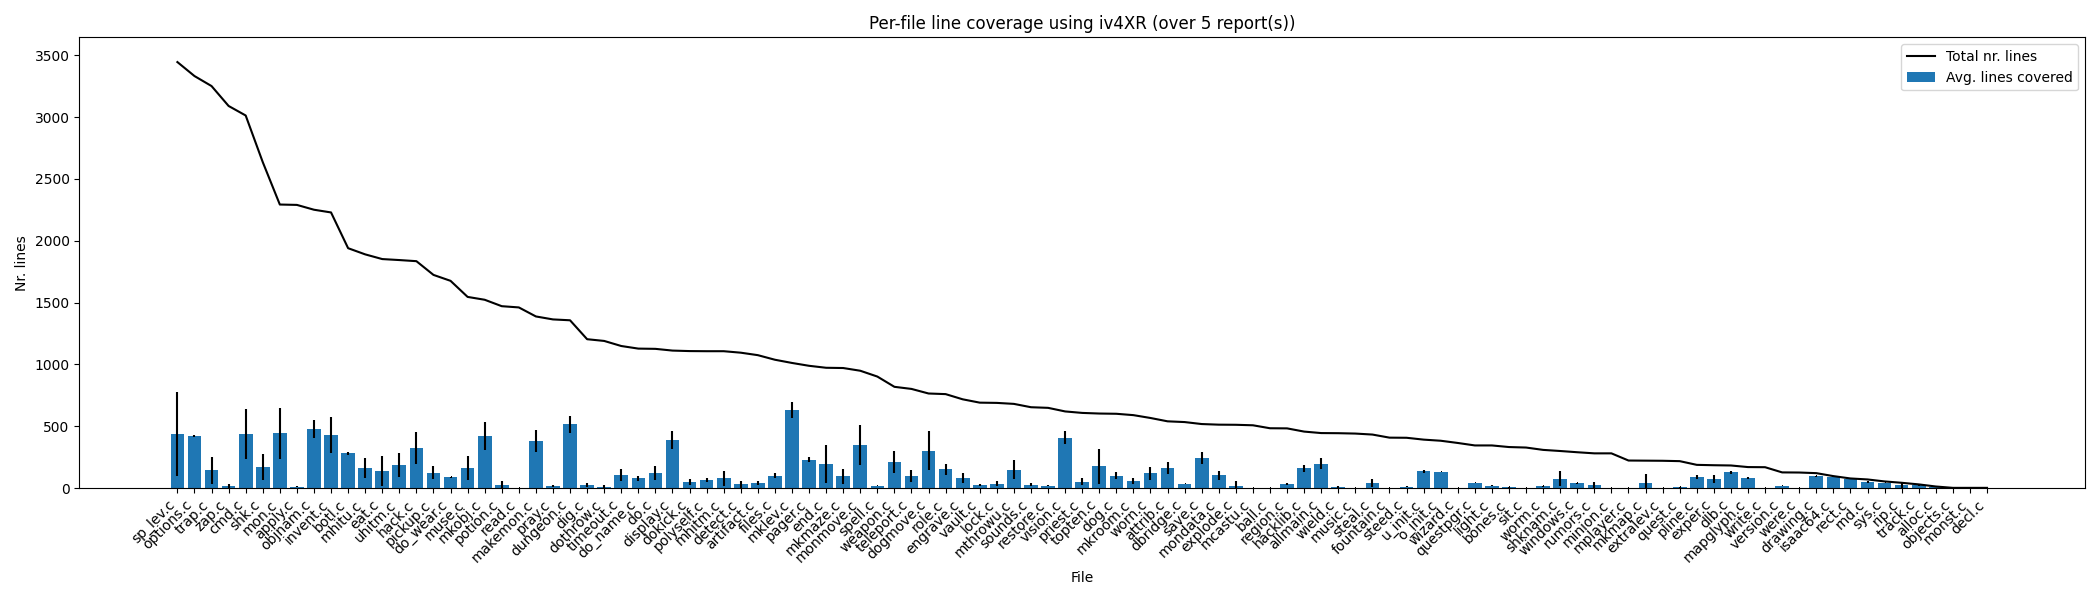 Per-file line coverage using iv4XR (over 5 report(s))
Total nr. lines
Avg. lines covered
Nr. lines
3500
3000
2500
2000
1500
1000
500
0
sp_lev.c
options.c
trap.c
zap.c
cmd.c
shk.c
mon.c
apply.c
objnam.c
invent.c
botl.c
mhitu.c
eat.c
uhitm.c
hack.c
pickup.c
do_wear.c
muse.c
mkobj.c
potion.c
read.c
makemon.c
pray.c
dungeon.c
dig.c
dothrow.c
timeout.c
do_name.c
do.c
display.c
dokick.c
polyself.c
mhitm.c
detect.c
artifact.c
files.c
mklev.c
pager.c
end.c
mkmaze.c
monmove.c
spell.c
weapon.c
teleport.c
dogmove.c
role.c
engrave.c
vault.c
lock.c
mthrowu.c
sounds.c
restore.c
vision.c
priest.c
topten.c
dog.c
mkroom.c
worn.c
attrib.c
dbridge.c
save.c
mondata.c
explode.c
mcastu.c
ball.c
region.c
hacklib.c
allmain.c
wield.c
music.c
steal.c
fountain.c
steed.c
u_init.c
o_init.c
wizard.c
questpgr.c
light.c
bones.c
sit.c
worm.c
shknam.c
windows.c
rumors.c
minion.c
mplayer.c
mkmap.c
extralev.c
quest.c
pline.c
exper.c
dlb.c
mapglyph.c
write.c
version.c
were.c
drawing.c
isaac64.c
rect.c
rnd.c
sys.c
rip.c
track.c
alloc.c
objects.c
monst.c
decl.c
File